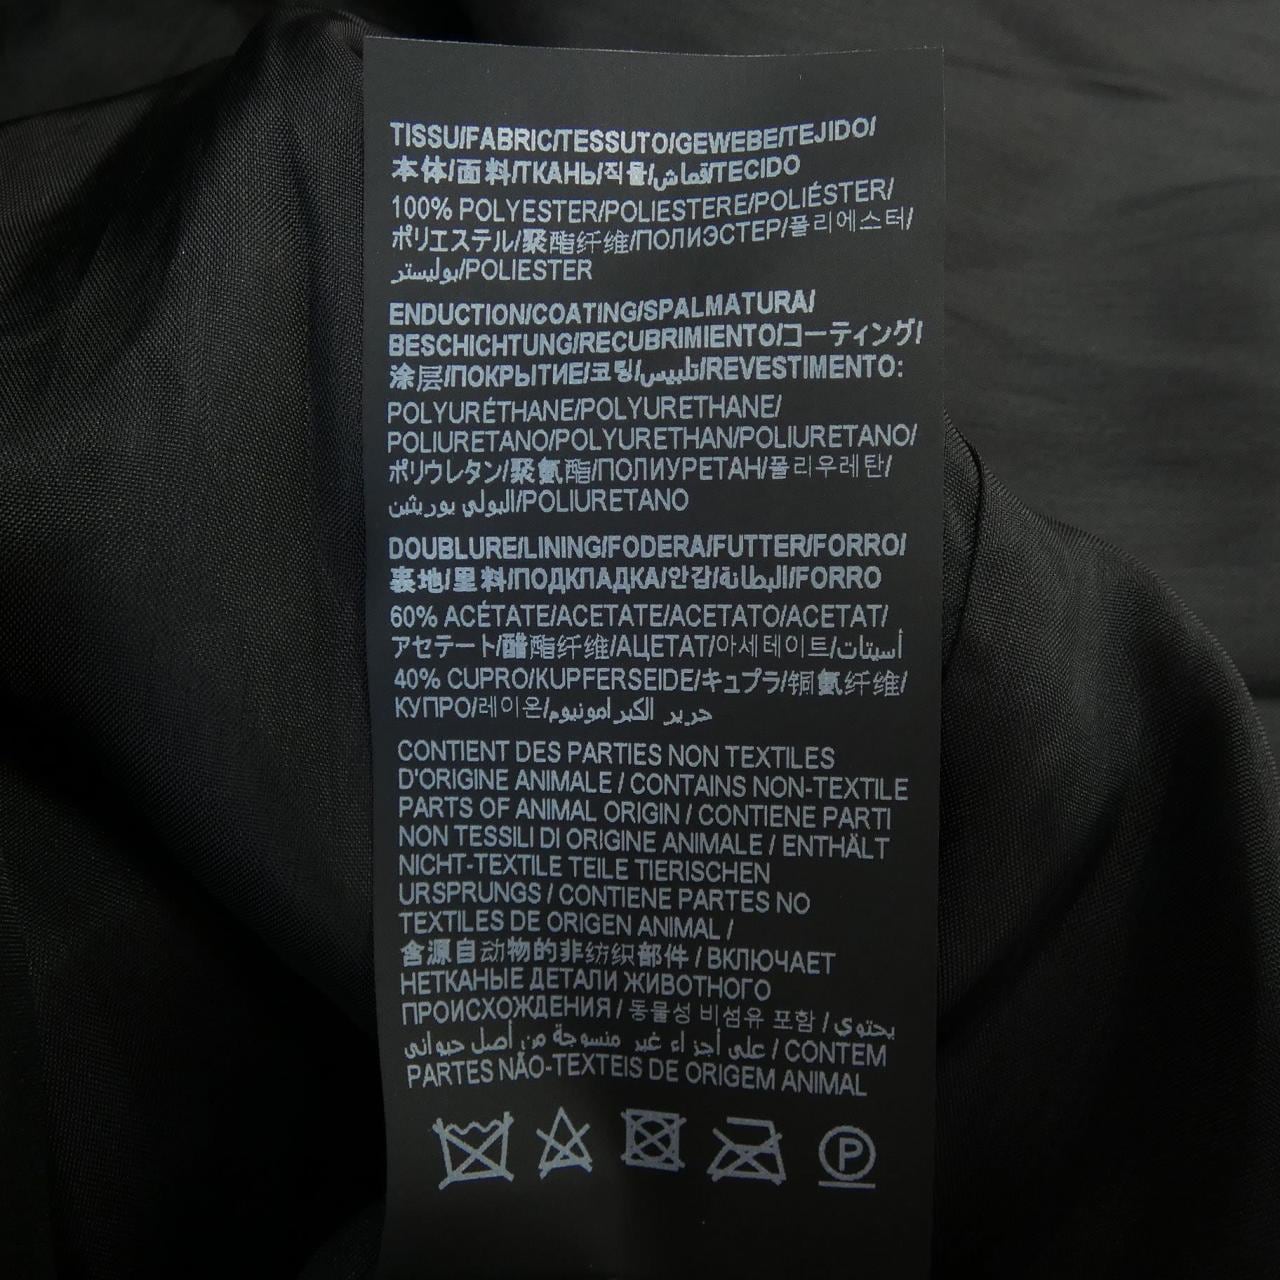 TISSU/FABRIC/TESSUTO/GEWEBE/TEJIDO/
本体/面料/ТКАНЬ/직물/قماش/TECIDO
100% POLYESTER/POLIESTERE/POLIÉSTER/
ポリエステル/聚酯纤维/ПОЛИЭСТЕР/폴리에스터/
بوليستر/POLIESTER
ENDUCTION/COATING/SPALMATURA/
BESCHICHTUNG/RECUBRIMIENTO/コーティング/
涂层/ПОКРЫТИЕ/코팅/تلبيس/REVESTIMENTO:
POLYURÉTHANE/POLYURETHANE/
POLIURETANO/POLYURETHAN/POLIURETANO/
ポリウレタン/聚氨酯/ПОЛИУРЕТАН/폴리우레탄/
البولي يوريثين/POLIURETANO
DOUBLURE/LINING/FODERA/FUTTER/FORRO/
裏地/里料/ПОДКЛАДКА/안감/البطانة/FORRO
60% ACÉTATE/ACETATE/ACETATO/ACETAT/
アセテート/醋酯纤维/АЦЕТАТ/아세테이트/أسيتات
40% CUPRO/KUPFERSEIDE/キュプラ/铜氨纤维/
КУПРО/레이온/حرير الكبرامونيوم
CONTIENT DES PARTIES NON TEXTILES
D'ORIGINE ANIMALE / CONTAINS NON-TEXTILE
PARTS OF ANIMAL ORIGIN / CONTIENE PARTI
NON TESSILI DI ORIGINE ANIMALE / ENTHÄLT
NICHT-TEXTILE TEILE TIERISCHEN
URSPRUNGS / CONTIENE PARTES NO
TEXTILES DE ORIGEN ANIMAL /
含源自动物的非纺织部件 / ВКЛЮЧАЕТ
НЕТКАНЫЕ ДЕТАЛИ ЖИВОТНОГО
ПРОИСХОЖДЕНИЯ / 동물성 비섬유 포함 / يحتوي
على أجزاء غير منسوجة من أصل حيواني / CONTEM
PARTES NÃO-TEXTEIS DE ORIGEM ANIMAL
P